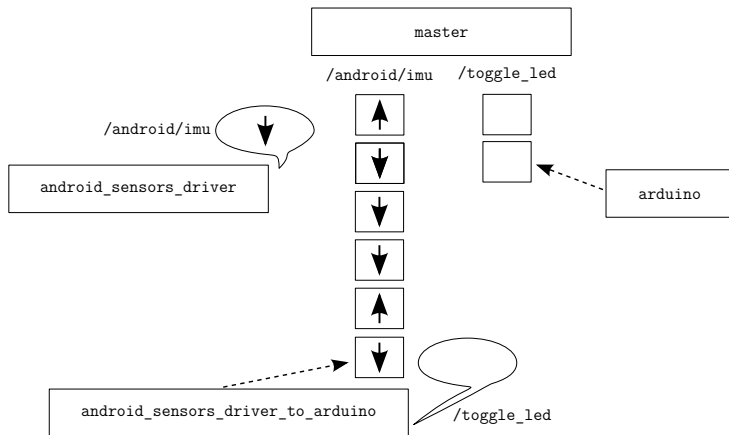 master
/android/imu
/toggle_led
/android/imu
android_sensors_driver
arduino
android_sensors_driver_to_arduino
/toggle_led